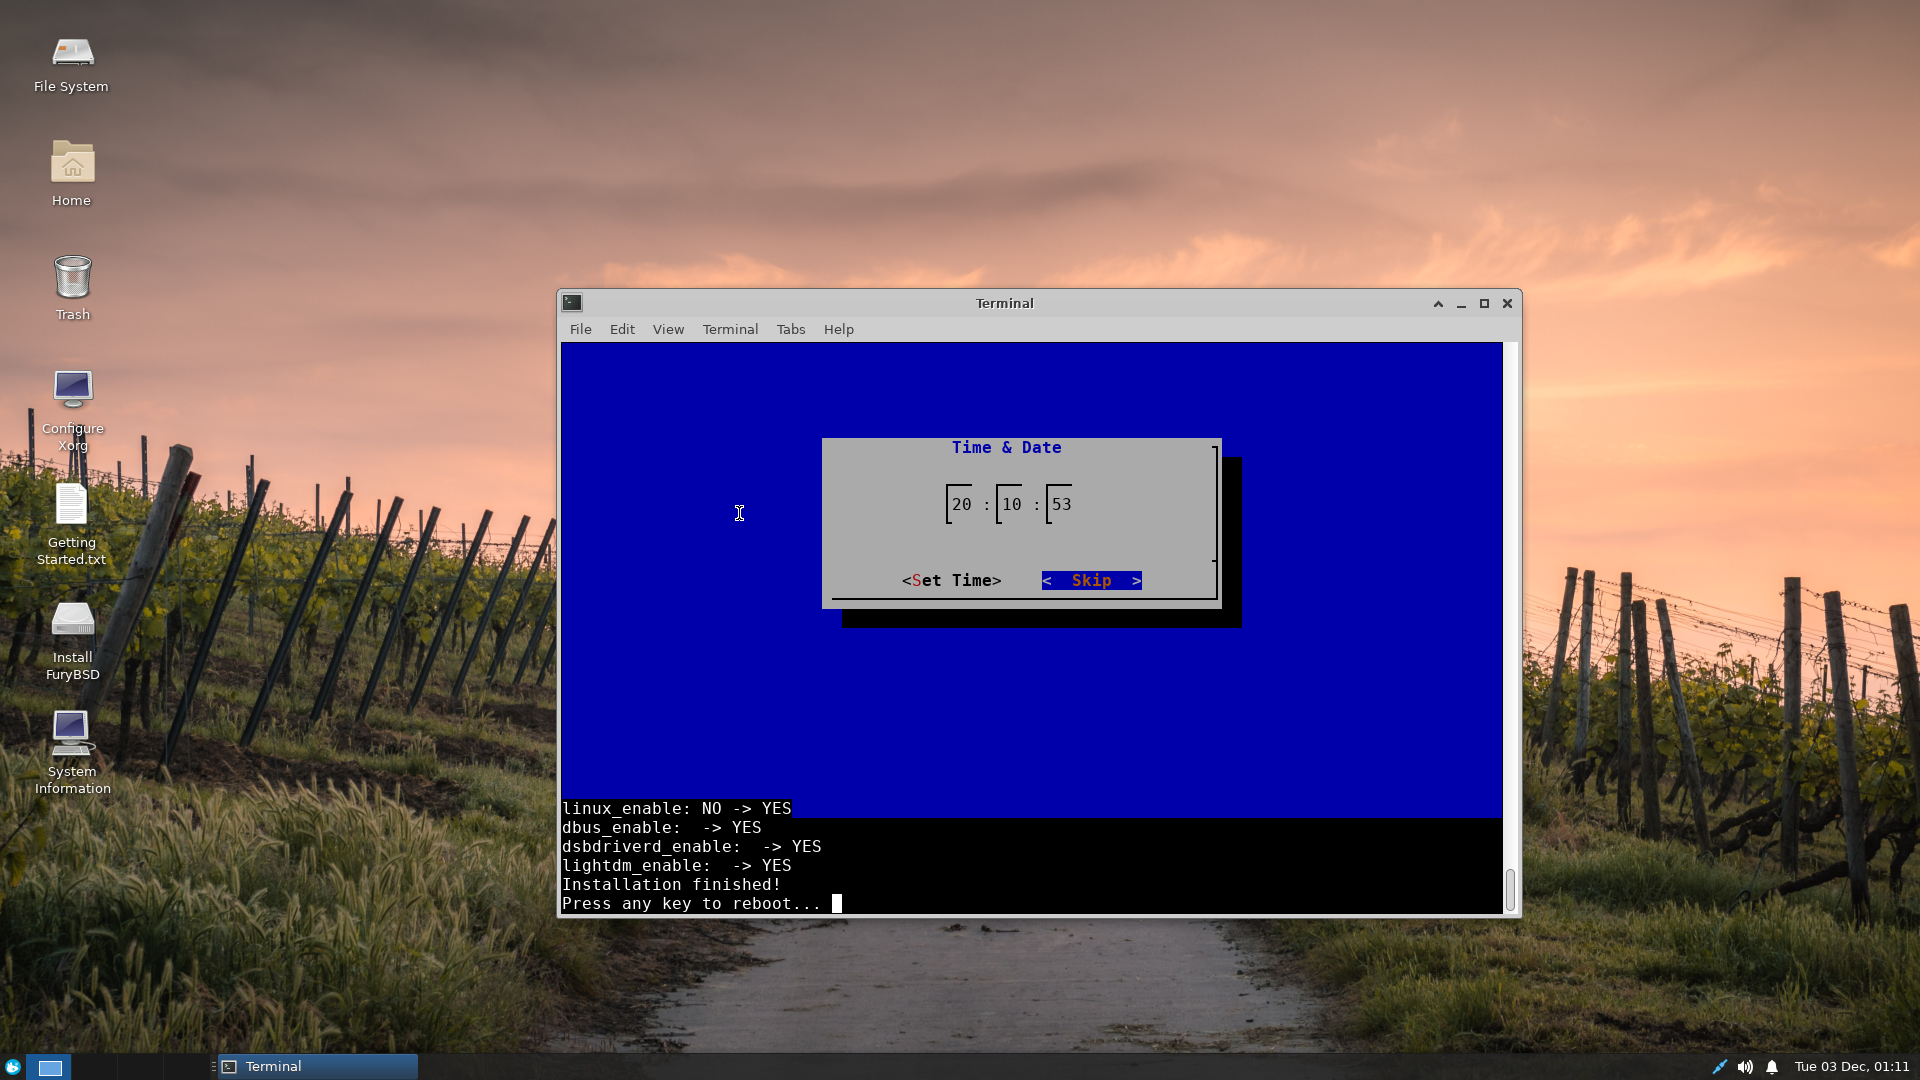 File System
Home
Trash
Configure
Xorg
Getting
Started.txt
Install
FuryBSD
System
Information
Terminal
File Edit View Terminal Tabs Help
Time & Date
20 : 10 : 53
<Set Time> < Skip >
linux_enable: NO -> YES
dbus_enable:  -> YES
dsbdriverd_enable:  -> YES
lightdm_enable:  -> YES
Installation finished!
Press any key to reboot...
Terminal
Tue 03 Dec, 01:11